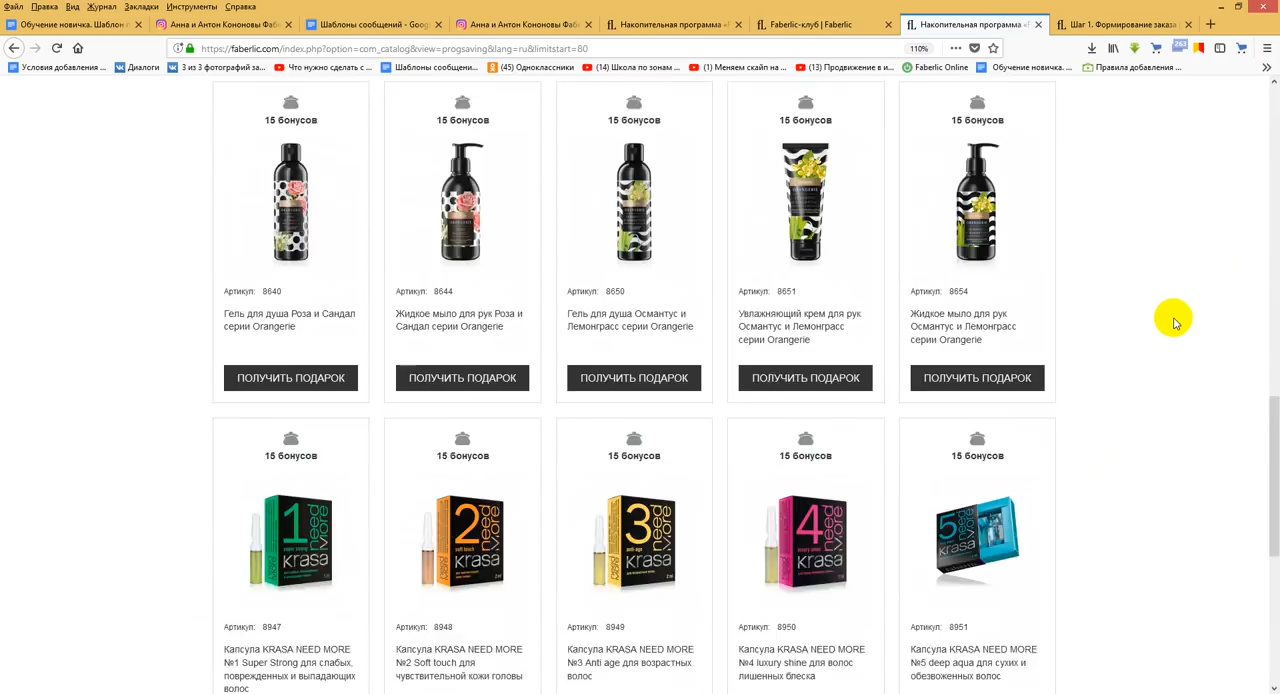 Файл Правка Вид Журнал Закладки Инструменты Справка
Обучение новичка. Шаблон п
Анна и Антон Кононовы Фаб
Шаблоны сообщений - Goog
Анна и Антон Кононовы Фаб
Накопительная программа «F
Faberlic-клуб | Faberlic
Накопительная программа «F
Шаг 1. Формирование заказа
https://faberlic.com/index.php?option=com_catalog&view=progsaving&lang=ru&limitstart=80
110%
263
Условия добавления ...
Диалоги
3 из 3 фотографий за...
Что нужно сделать с ...
Шаблоны сообщени...
(45) Одноклассники
(14) Школа по зонам ...
(1) Меняем скайп на ...
(13) Продвижение в и...
Faberlic Online
Обучение новичка. ...
Правила добавления ...
15 бонусов 15 бонусов 15 бонусов 15 бонусов 15 бонусов
Артикул: 8640
Гель для душа Роза и Сандал
серии Orangerie
ПОЛУЧИТЬ ПОДАРОК
Артикул: 8644
Жидкое мыло для рук Роза и
Сандал серии Orangerie
ПОЛУЧИТЬ ПОДАРОК
Артикул: 8650
Гель для душа Османтус и
Лемонграсс серии Orangerie
ПОЛУЧИТЬ ПОДАРОК
ORANGERIE
Артикул: 8651
Увлажняющий крем для рук
Османтус и Лемонграсс
серии Orangerie
ПОЛУЧИТЬ ПОДАРОК
Артикул: 8654
Жидкое мыло для рук
Османтус и Лемонграсс
серии Orangerie
ПОЛУЧИТЬ ПОДАРОК
15 бонусов 15 бонусов 15 бонусов 15 бонусов 15 бонусов
1
super strong
need more
krasa
Артикул: 8947
Капсула KRASA NEED MORE
№1 Super Strong для слабых,
поврежденных и выпадающих
волос
2
soft touch
need more
krasa
2 ml
Артикул: 8948
Капсула KRASA NEED MORE
№2 Soft touch для
чувствительной кожи головы
3
anti-age
need more
krasa
2 ml
Артикул: 8949
Капсула KRASA NEED MORE
№3 Anti age для возрастных
волос
4
luxury shine
need more
krasa
Артикул: 8950
Капсула KRASA NEED MORE
№4 luxury shine для волос
лишенных блеска
5
need more
krasa
Артикул: 8951
Капсула KRASA NEED MORE
№5 deep aqua для сухих и
обезвоженных волос